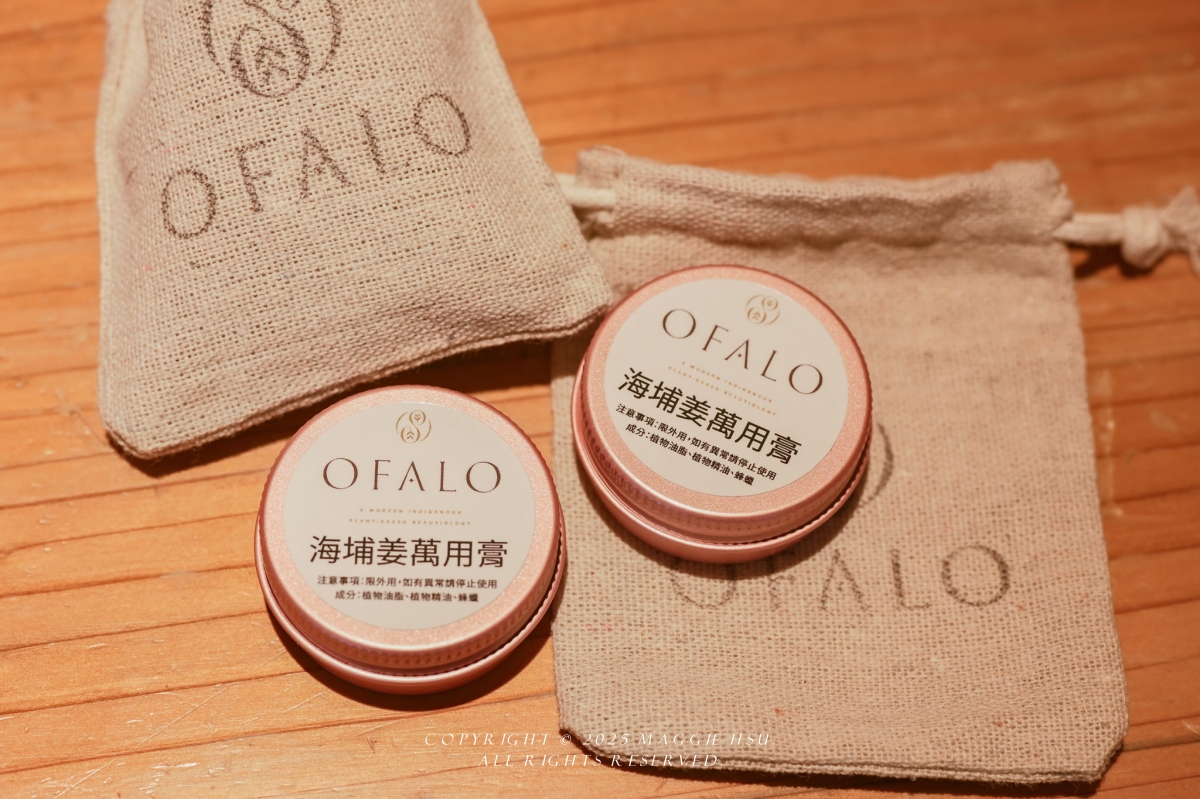 OFALO
OFALO
A MODERN INDIGENOUS
PLANT-BASED BEAUTIOLOGY
海埔姜萬用膏
注意事項：限外用，如有異常請停止使用
成分：植物油脂、植物精油、蜂蠟
OFALO
A MODERN INDIGENOUS
PLANT-BASED BEAUTIOLOGY
海埔姜萬用膏
注意事項：限外用，如有異常請停止使用
成分：植物油脂、植物精油、蜂蠟
OFALO
COPYRIGHT © 2025 MAGGIE HSU.
ALL RIGHTS RESERVED.